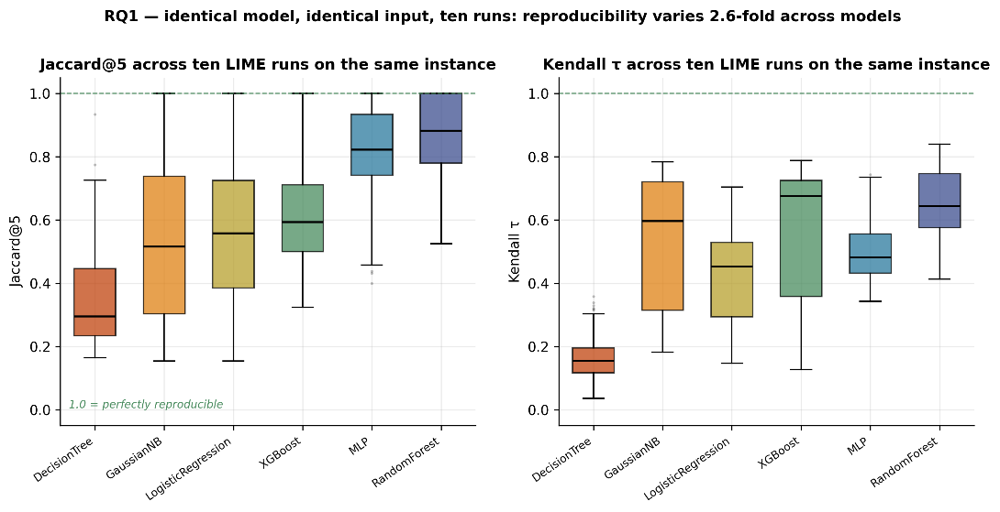 RQ1 — identical model, identical input, ten runs: reproducibility varies 2.6-fold across models
Jaccard@5 across ten LIME runs on the same instance
Jaccard@5
1.0
0.8
0.6
0.4
0.2
0.0
1.0 = perfectly reproducible
DecisionTree
GaussianNB
LogisticRegression
XGBoost
MLP
RandomForest
Kendall τ across ten LIME runs on the same instance
Kendall τ
1.0
0.8
0.6
0.4
0.2
0.0
DecisionTree
GaussianNB
LogisticRegression
XGBoost
MLP
RandomForest